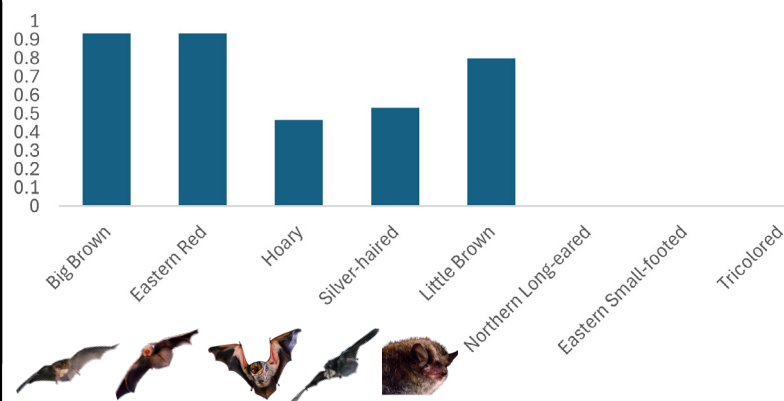 1
0.9
0.8
0.7
0.6
0.5
0.4
0.3
0.2
0.1
0
Big Brown
Eastern Red
Hoary
Silver-haired
Little Brown
Northern Long-eared
Eastern Small-footed
Tricolored